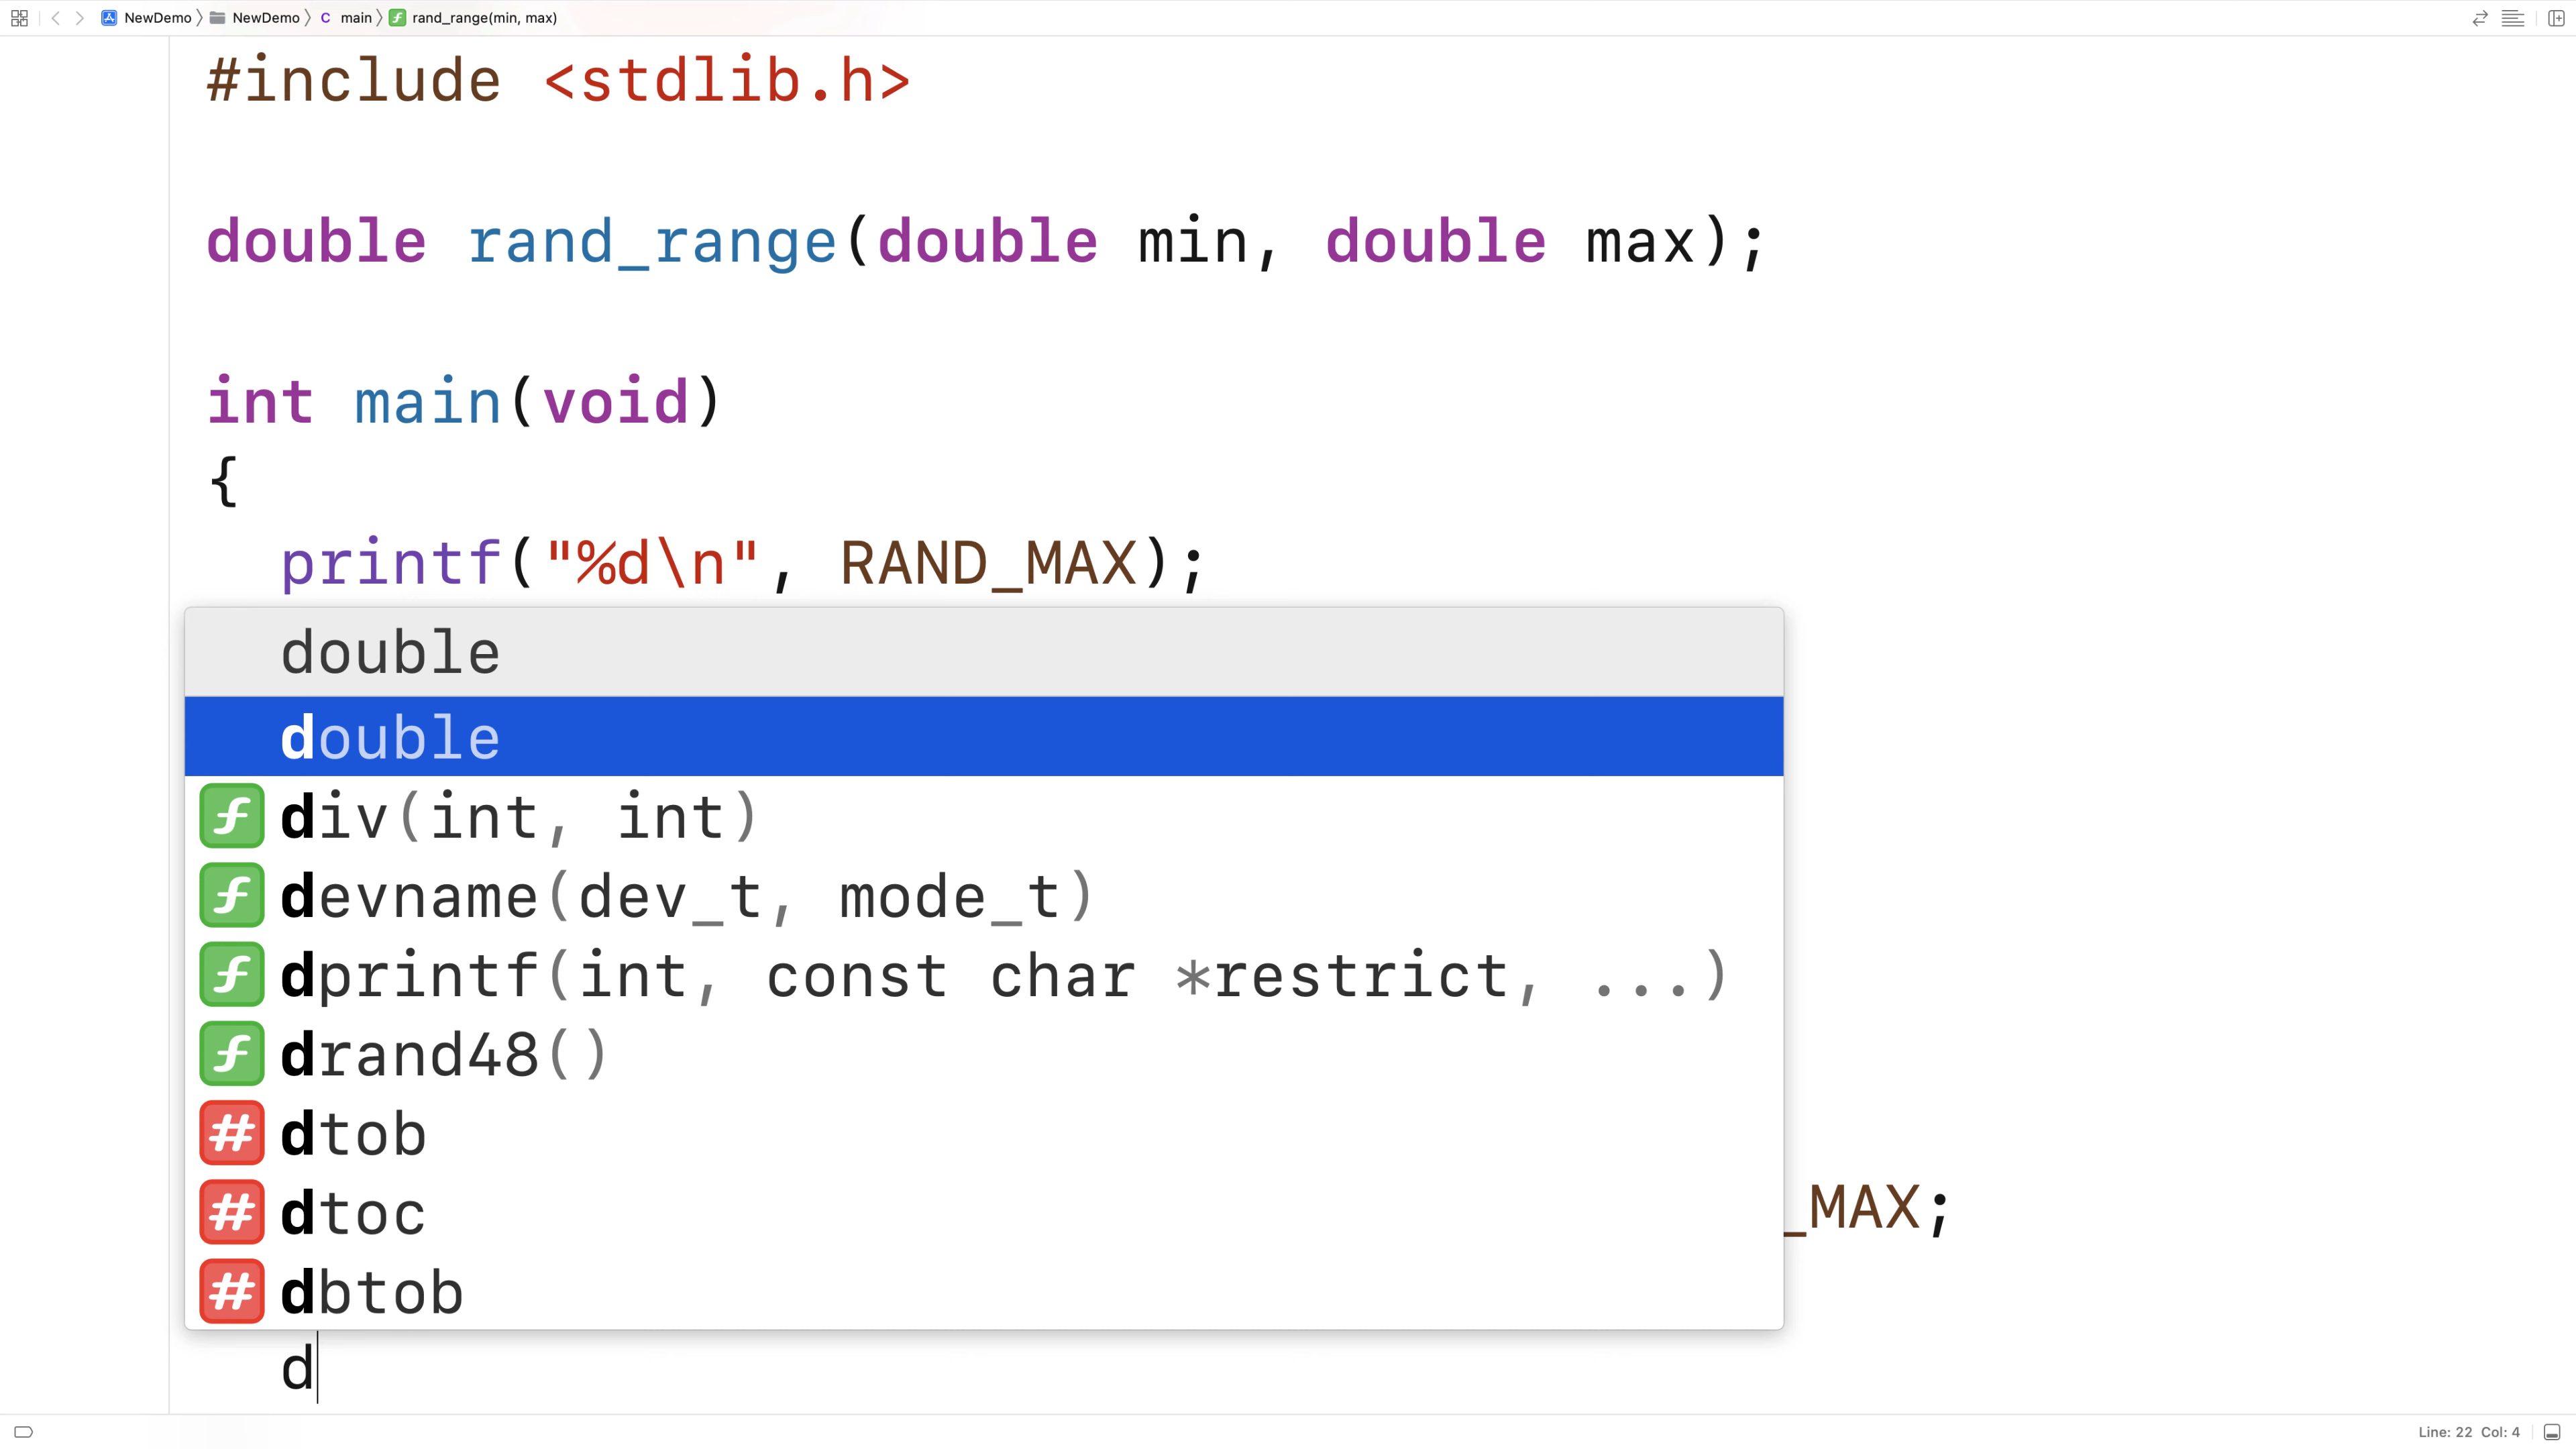 NewDemo NewDemo C main f rand_range(min, max)
#include <stdlib.h>
double rand_range(double min, double max);
int main(void)
{
printf("%d\n", RAND_MAX);
double
double
f div(int, int)
f devname(dev_t, mode_t)
f dprintf(int, const char *restrict, ...)
f drand48()
# dtob
_MAX;
# dtoc
# dbtob
d
Line: 22 Col: 4